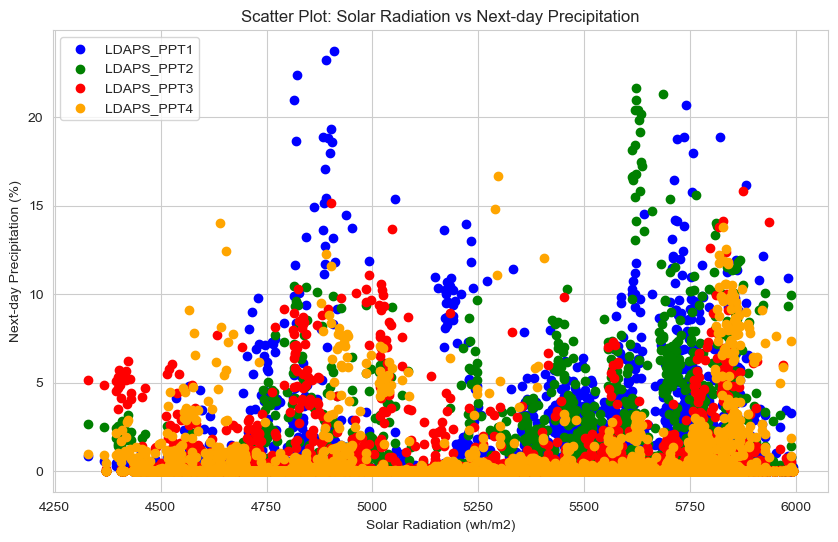 Scatter Plot: Solar Radiation vs Next-day Precipitation
LDAPS_PPT1
LDAPS_PPT2
LDAPS_PPT3
LDAPS_PPT4
Next-day Precipitation (%)
20
15
10
5
0
4250 4500 4750 5000 5250 5500 5750 6000
Solar Radiation (wh/m2)